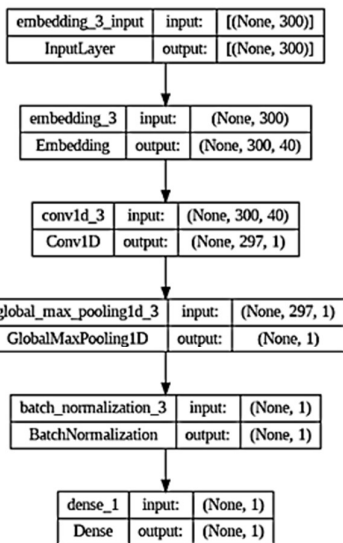 embedding_3_input input: [(None, 300)]
InputLayer output: [(None, 300)]
embedding_3 input: (None, 300)
Embedding output: (None, 300, 40)
conv1d_3 input: (None, 300, 40)
Conv1D output: (None, 297, 1)
global_max_pooling1d_3 input: (None, 297, 1)
GlobalMaxPooling1D output: (None, 1)
batch_normalization_3 input: (None, 1)
BatchNormalization output: (None, 1)
dense_1 input: (None, 1)
Dense output: (None, 1)